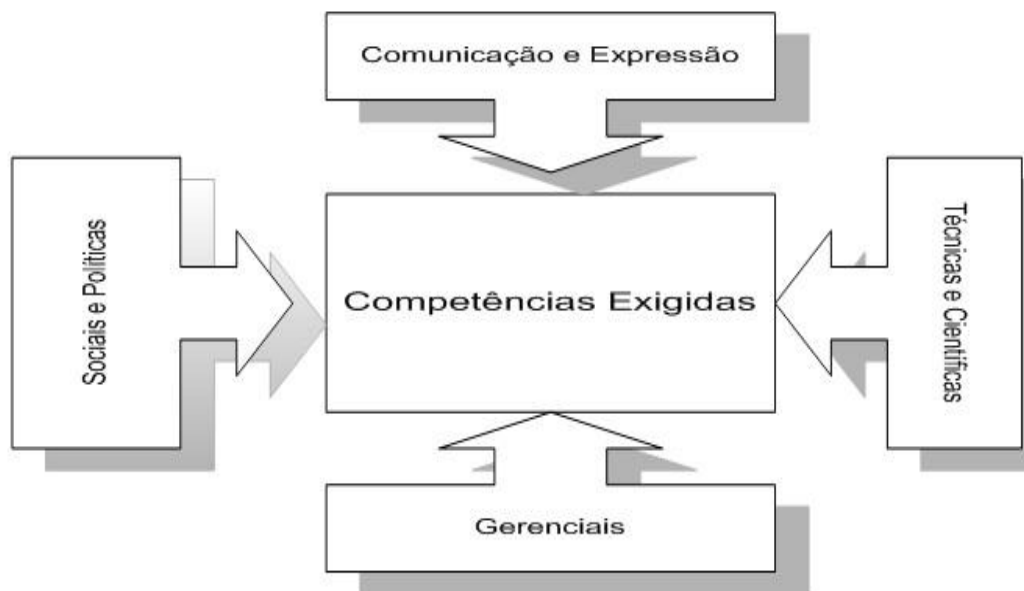 Comunicação e Expressão
Sociais e Políticas
Competências Exigidas
Técnicas e Científicas
Gerenciais